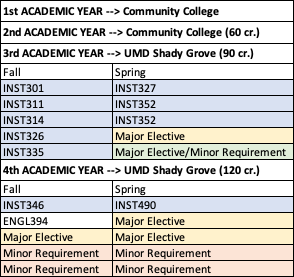 1st ACADEMIC YEAR --> Community College
2nd ACADEMIC YEAR --> Community College (60 cr.)
3rd ACADEMIC YEAR --> UMD Shady Grove (90 cr.)
Fall Spring
INST301 INST327
INST311 INST352
INST314 INST352
INST326 Major Elective
INST335 Major Elective/Minor Requirement
4th ACADEMIC YEAR --> UMD Shady Grove (120 cr.)
Fall Spring
INST346 INST490
ENGL394 Major Elective
Major Elective Major Elective
Minor Requirement Minor Requirement
Minor Requirement Minor Requirement